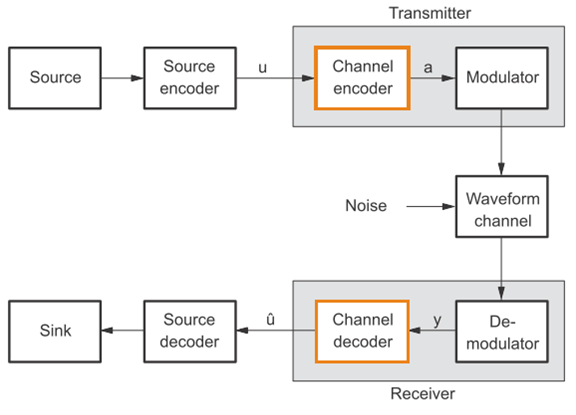 Transmitter
Source
Source
encoder
u
Channel
encoder
a
Modulator
Noise
Waveform
channel
Sink
Source
decoder
û
Channel
decoder
y
De-
modulator
Receiver